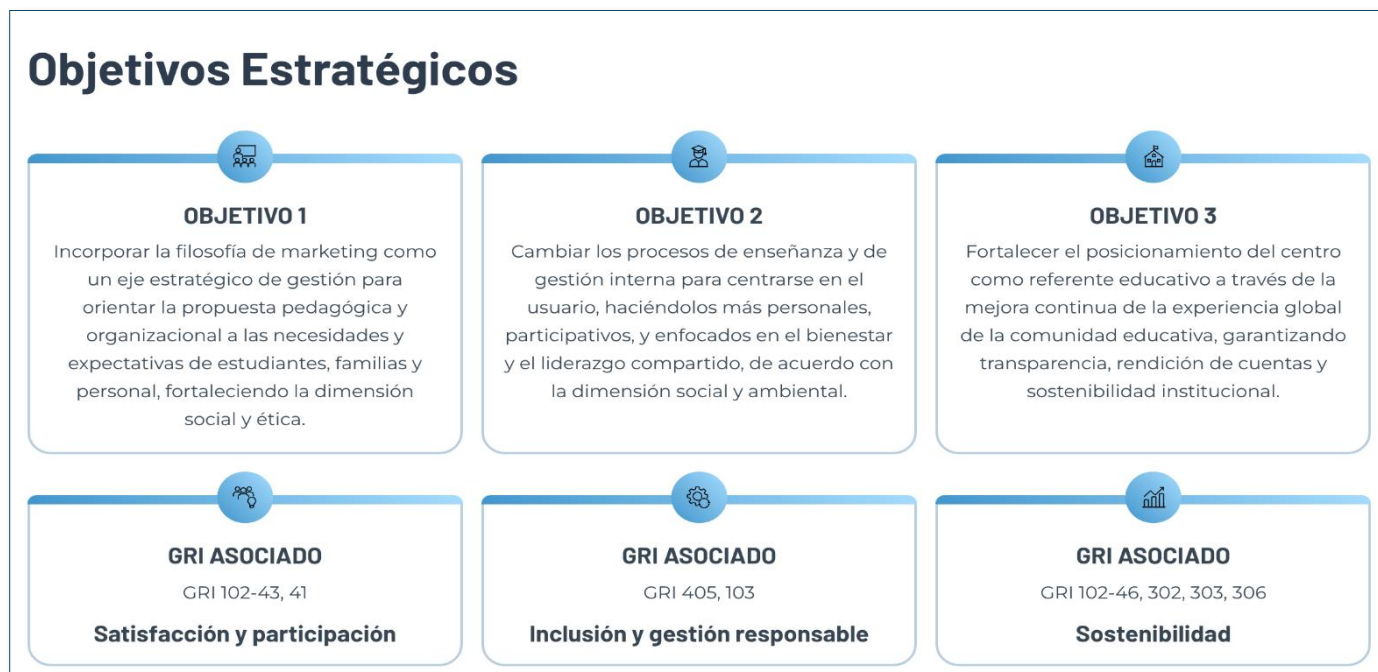 Objetivos Estratégicos
OBJETIVO 1
Incorporar la filosofía de marketing como
un eje estratégico de gestión para
orientar la propuesta pedagógica y
organizacional a las necesidades y
expectativas de estudiantes, familias y
personal, fortaleciendo la dimensión
social y ética.
OBJETIVO 2
Cambiar los procesos de enseñanza y de
gestión interna para centrarse en el
usuario, haciéndolos más personales,
participativos, y enfocados en el bienestar
y el liderazgo compartido, de acuerdo con
la dimensión social y ambiental.
OBJETIVO 3
Fortalecer el posicionamiento del centro
como referente educativo a través de la
mejora continua de la experiencia global
de la comunidad educativa, garantizando
transparencia, rendición de cuentas y
sostenibilidad institucional.
GRI ASOCIADO
GRI 102-43, 41
Satisfacción y participación
GRI ASOCIADO
GRI 405, 103
Inclusión y gestión responsable
GRI ASOCIADO
GRI 102-46, 302, 303, 306
Sostenibilidad